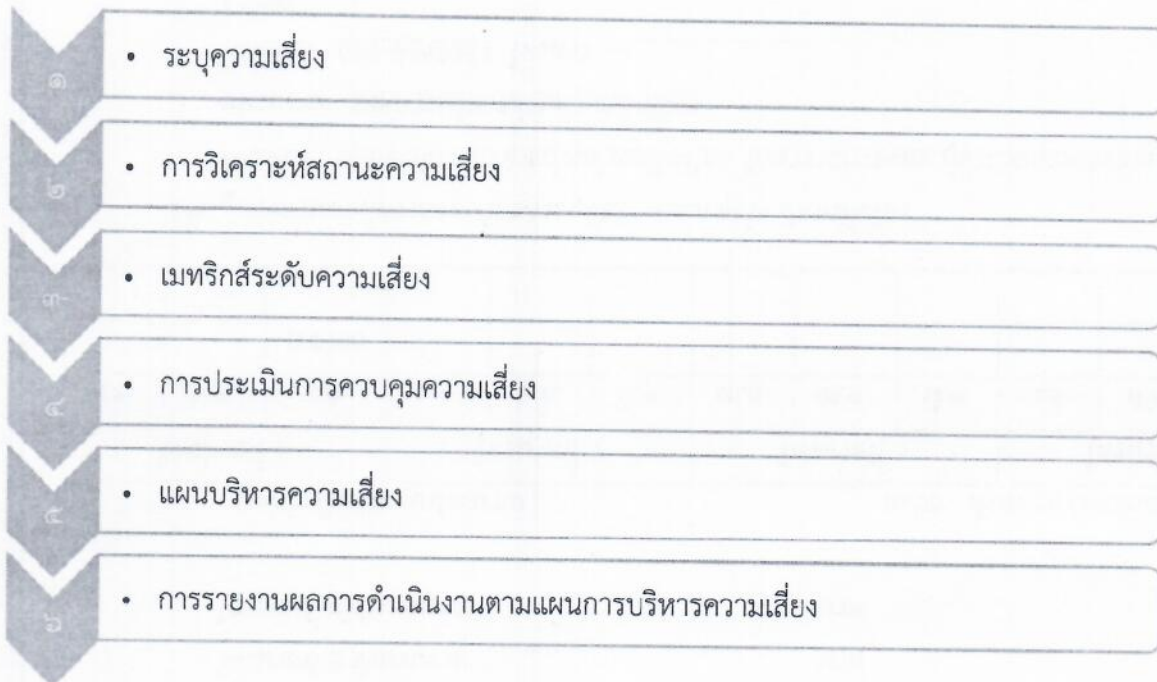 ๑
• ระบุความเสี่ยง
๒
• การวิเคราะห์สถานะความเสี่ยง
๓
• เมทริกส์ระดับความเสี่ยง
๔
• การประเมินการควบคุมความเสี่ยง
๕
• แผนบริหารความเสี่ยง
๖
• การรายงานผลการดำเนินงานตามแผนการบริหารความเสี่ยง